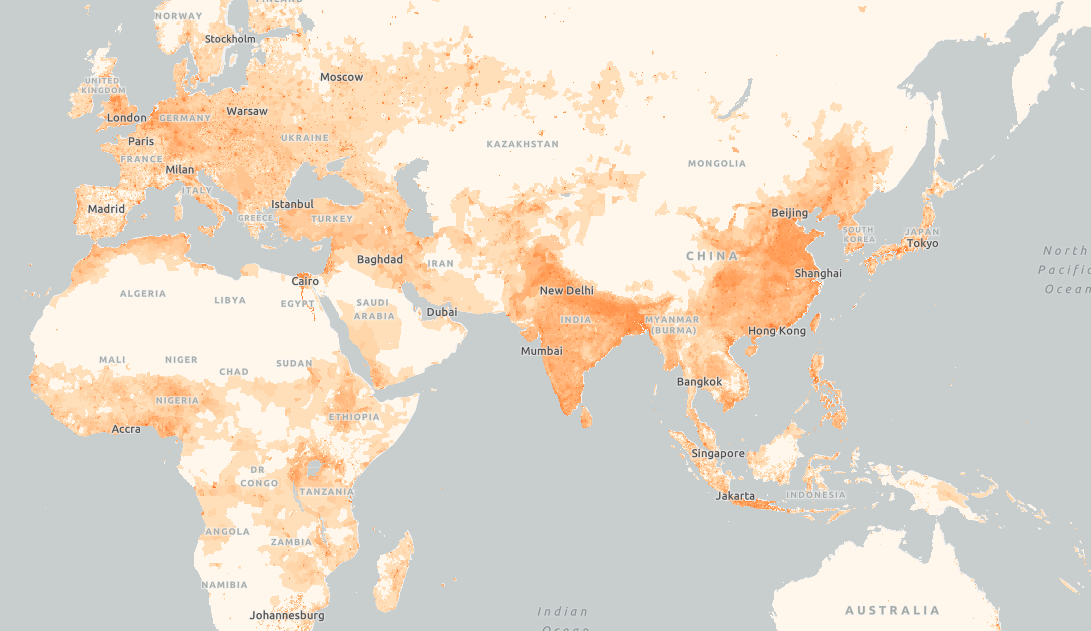 FINLAND
NORWAY
Stockholm
Moscow
UNITED
KINGDOM
London
GERMANY
Warsaw
Paris
UKRAINE
FRANCE
KAZAKHSTAN
MONGOLIA
Milan
ITALY
Madrid
Istanbul
GREECE
TURKEY
Beijing
SOUTH
KOREA
JAPAN
Tokyo
North
Pacific
Ocean
Baghdad
IRAN
CHINA
Shanghai
Cairo
New Delhi
ALGERIA
LIBYA
EGYPT
SAUDI
ARABIA
Dubai
INDIA
MYANMAR
(BURMA)
Hong Kong
Mumbai
MALI
NIGER
CHAD
SUDAN
Bangkok
NIGERIA
ETHIOPIA
Accra
Singapore
DR
CONGO
TANZANIA
Jakarta
INDONESIA
ANGOLA
ZAMBIA
NAMIBIA
Johannesburg
Indian
Ocean
AUSTRALIA